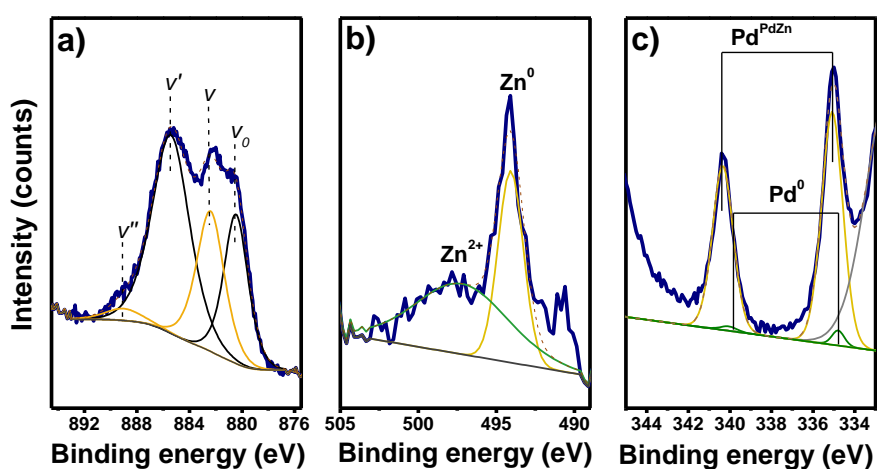 Intensity (counts)
a)
v''
v'
v
v0
892 888 884 880 876
Binding energy (eV)
b)
Zn0
Zn2+
505 500 495 490
Binding energy (eV)
c)
PdPdZn
Pd0
344 342 340 338 336 334
Binding energy (eV)